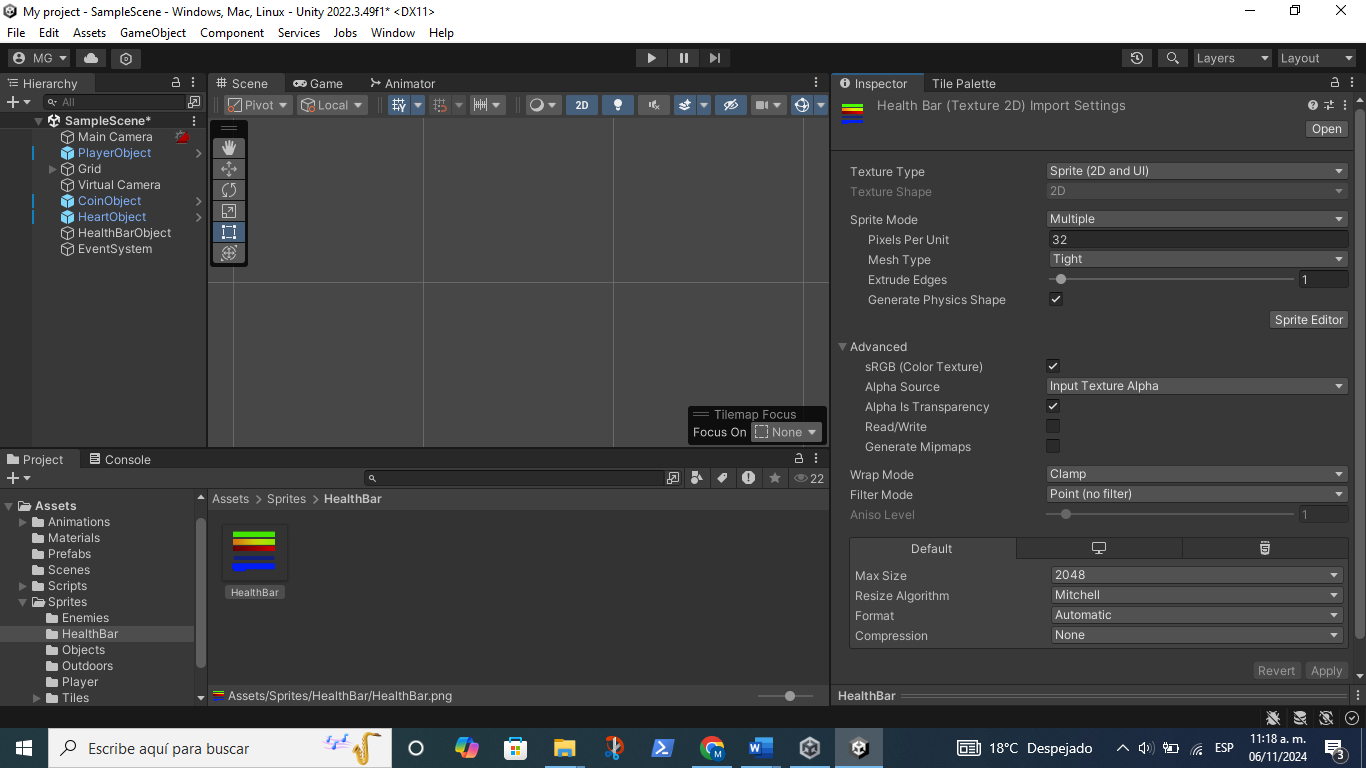 My project - SampleScene - Windows, Mac, Linux - Unity 2022.3.49f1* <DX11>
File Edit Assets GameObject Component Services Jobs Window Help
MG Layers Layout
Hierarchy
All
SampleScene*
Main Camera
PlayerObject
Grid
Virtual Camera
CoinObject
HeartObject
HealthBarObject
EventSystem
Scene Game Animator
Pivot Local 2D
Tilemap Focus
Focus On None
Inspector Tile Palette
Health Bar (Texture 2D) Import Settings
Open
Texture Type Sprite (2D and UI)
Texture Shape 2D
Sprite Mode Multiple
Pixels Per Unit 32
Mesh Type Tight
Extrude Edges 1
Generate Physics Shape
Sprite Editor
Advanced
sRGB (Color Texture)
Alpha Source Input Texture Alpha
Alpha Is Transparency
Read/Write
Generate Mipmaps
Wrap Mode Clamp
Filter Mode Point (no filter)
Aniso Level 1
Default
Max Size 2048
Resize Algorithm Mitchell
Format Automatic
Compression None
Revert Apply
HealthBar
Project Console
22
Assets
Animations
Materials
Prefabs
Scenes
Scripts
Sprites
Enemies
HealthBar
Objects
Outdoors
Player
Tiles
Assets > Sprites > HealthBar
HealthBar
Assets/Sprites/HealthBar/HealthBar.png
Escribe aquí para buscar
18°C Despejado
ESP
11:18 a. m.
06/11/2024
3